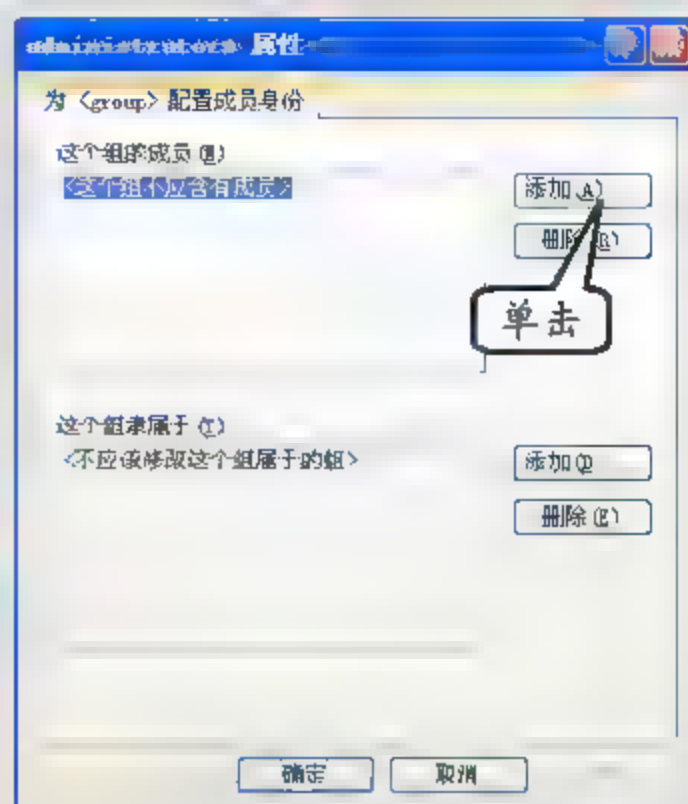 administrators 属性
为 <group> 配置成员身份
这个组的成员(M)
<这个组不应含有成员>
添加(A)
删除(R)
单击
这个组隶属于(T)
<不应该修改这个组属于的组>
添加(D
删除(E)
确定
取消